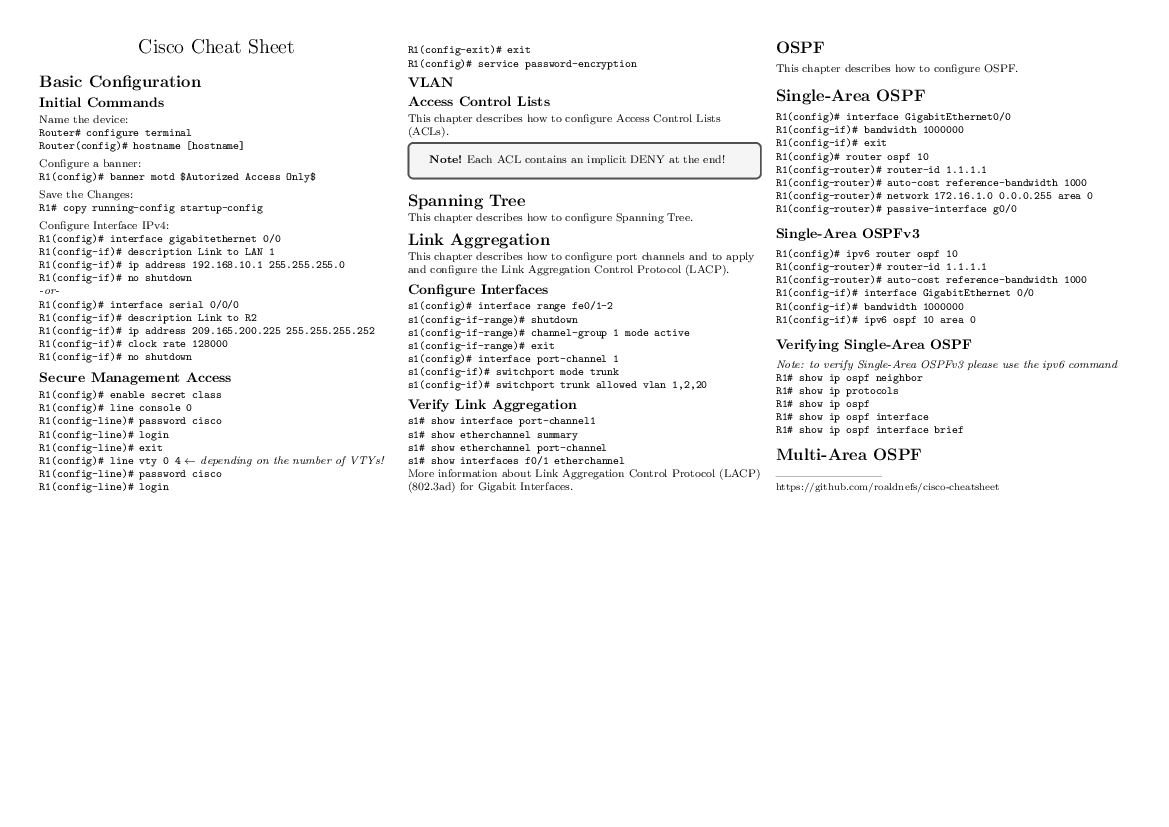 Cisco Cheat Sheet
Basic Configuration
Initial Commands
Name the device:
Router# configure terminal
Router(config)# hostname [hostname]
Configure a banner:
R1(config)# banner motd $Autorized Access Only$
Save the Changes:
R1# copy running-config startup-config
Configure Interface IPv4:
R1(config)# interface gigabitethernet 0/0
R1(config-if)# description Link to LAN 1
R1(config-if)# ip address 192.168.10.1 255.255.255.0
R1(config-if)# no shutdown
-or-
R1(config)# interface serial 0/0/0
R1(config-if)# description Link to R2
R1(config-if)# ip address 209.165.200.225 255.255.255.252
R1(config-if)# clock rate 128000
R1(config-if)# no shutdown
Secure Management Access
R1(config)# enable secret class
R1(config)# line console 0
R1(config-line)# password cisco
R1(config-line)# login
R1(config-line)# exit
R1(config)# line vty 0 4 ← depending on the number of VTYs!
R1(config-line)# password cisco
R1(config-line)# login
R1(config-exit)# exit
R1(config)# service password-encryption
VLAN
Access Control Lists
This chapter describes how to configure Access Control Lists
(ACLs).
Note! Each ACL contains an implicit DENY at the end!
Spanning Tree
This chapter describes how to configure Spanning Tree.
Link Aggregation
This chapter describes how to configure port channels and to apply
and configure the Link Aggregation Control Protocol (LACP).
Configure Interfaces
s1(config)# interface range fe0/1-2
s1(config-if-range)# shutdown
s1(config-if-range)# channel-group 1 mode active
s1(config-if-range)# exit
s1(config)# interface port-channel 1
s1(config-if)# switchport mode trunk
s1(config-if)# switchport trunk allowed vlan 1,2,20
Verify Link Aggregation
s1# show interface port-channel1
s1# show etherchannel summary
s1# show etherchannel port-channel
s1# show interfaces f0/1 etherchannel
More information about Link Aggregation Control Protocol (LACP)
(802.3ad) for Gigabit Interfaces.
OSPF
This chapter describes how to configure OSPF.
Single-Area OSPF
R1(config)# interface GigabitEthernet0/0
R1(config-if)# bandwidth 1000000
R1(config-if)# exit
R1(config)# router ospf 10
R1(config-router)# router-id 1.1.1.1
R1(config-router)# auto-cost reference-bandwidth 1000
R1(config-router)# network 172.16.1.0 0.0.0.255 area 0
R1(config-router)# passive-interface g0/0
Single-Area OSPFv3
R1(config)# ipv6 router ospf 10
R1(config-router)# router-id 1.1.1.1
R1(config-router)# auto-cost reference-bandwidth 1000
R1(config-if)# interface GigabitEthernet 0/0
R1(config-if)# bandwidth 1000000
R1(config-if)# ipv6 ospf 10 area 0
Verifying Single-Area OSPF
Note: to verify Single-Area OSPFv3 please use the ipv6 command
R1# show ip ospf neighbor
R1# show ip protocols
R1# show ip ospf
R1# show ip ospf interface
R1# show ip ospf interface brief
Multi-Area OSPF
https://github.com/roaldnefs/cisco-cheatsheet